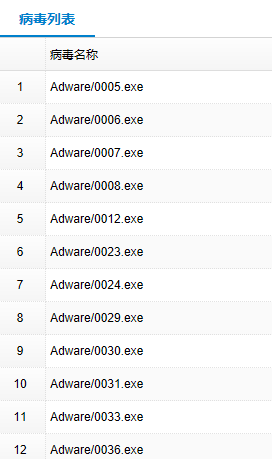 病毒列表
病毒名称
1 Adware/0005.exe
2 Adware/0006.exe
3 Adware/0007.exe
4 Adware/0008.exe
5 Adware/0012.exe
6 Adware/0023.exe
7 Adware/0024.exe
8 Adware/0029.exe
9 Adware/0030.exe
10 Adware/0031.exe
11 Adware/0033.exe
12 Adware/0036.exe